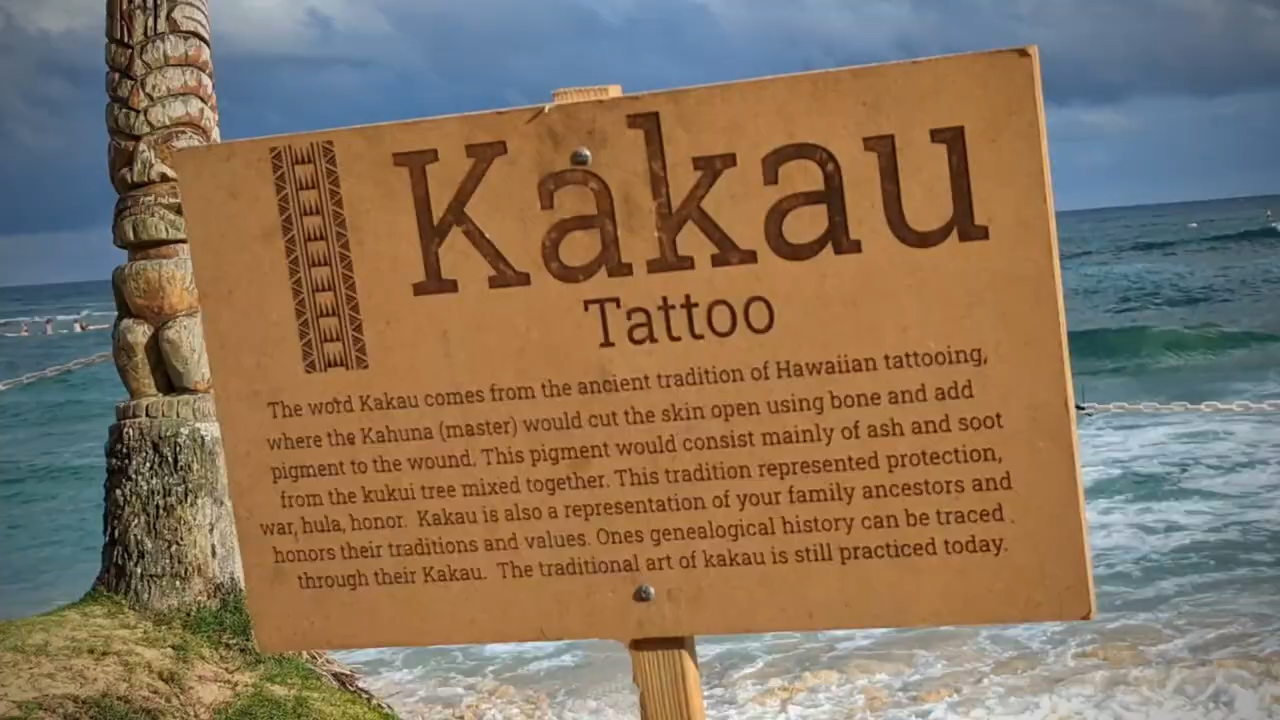 Kakau
Tattoo
The word Kakau comes from the ancient tradition of Hawaiian tattooing,
where the Kahuna (master) would cut the skin open using bone and add
pigment to the wound. This pigment would consist mainly of ash and soot
from the kukui tree mixed together. This tradition represented protection,
war, hula, honor. Kakau is also a representation of your family ancestors and
honors their traditions and values. Ones genealogical history can be traced
through their Kakau. The traditional art of kakau is still practiced today.